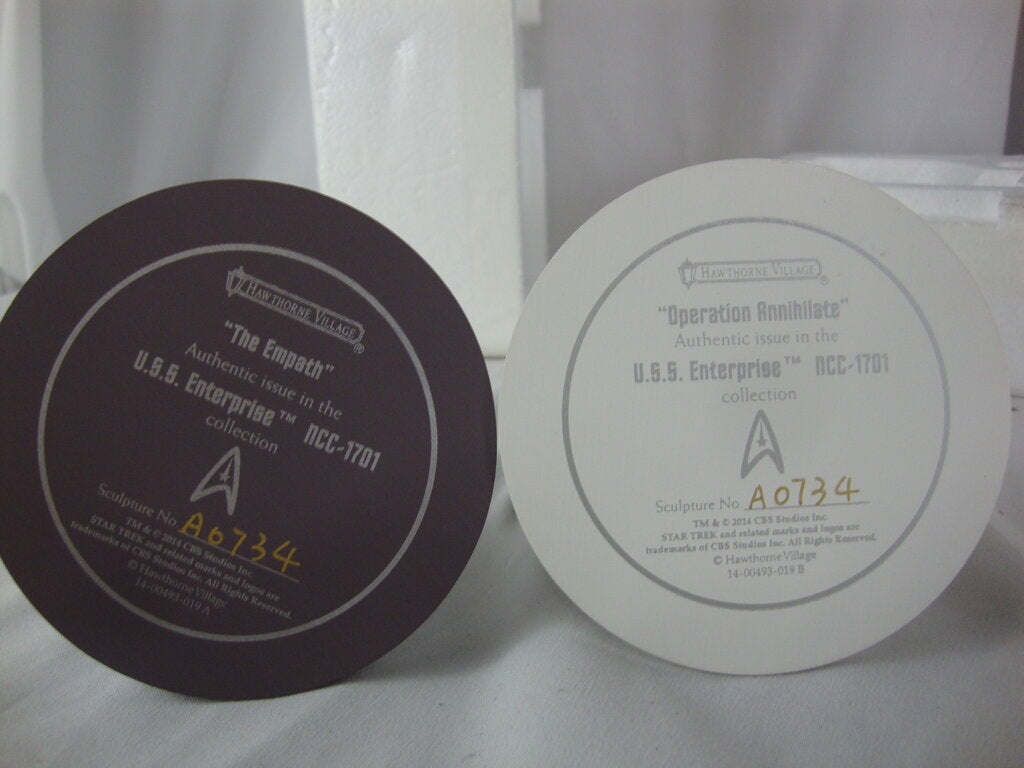 HAWTHORNE VILLAGE®
"The Empath"
Authentic issue in the
U.S.S. Enterprise™ NCC-1701
collection
Sculpture No. A0734
TM & © 2014 CBS Studios Inc.
STAR TREK and related marks and logos are
trademarks of CBS Studios Inc. All Rights Reserved.
© Hawthorne Village
14-00493-019 A
HAWTHORNE VILLAGE®
"Operation Annihilate"
Authentic issue in the
U.S.S. Enterprise™ NCC-1701
collection
Sculpture No. A0734
TM & © 2014 CBS Studios Inc.
STAR TREK and related marks and logos are
trademarks of CBS Studios Inc. All Rights Reserved.
© Hawthorne Village
14-00493-019 B